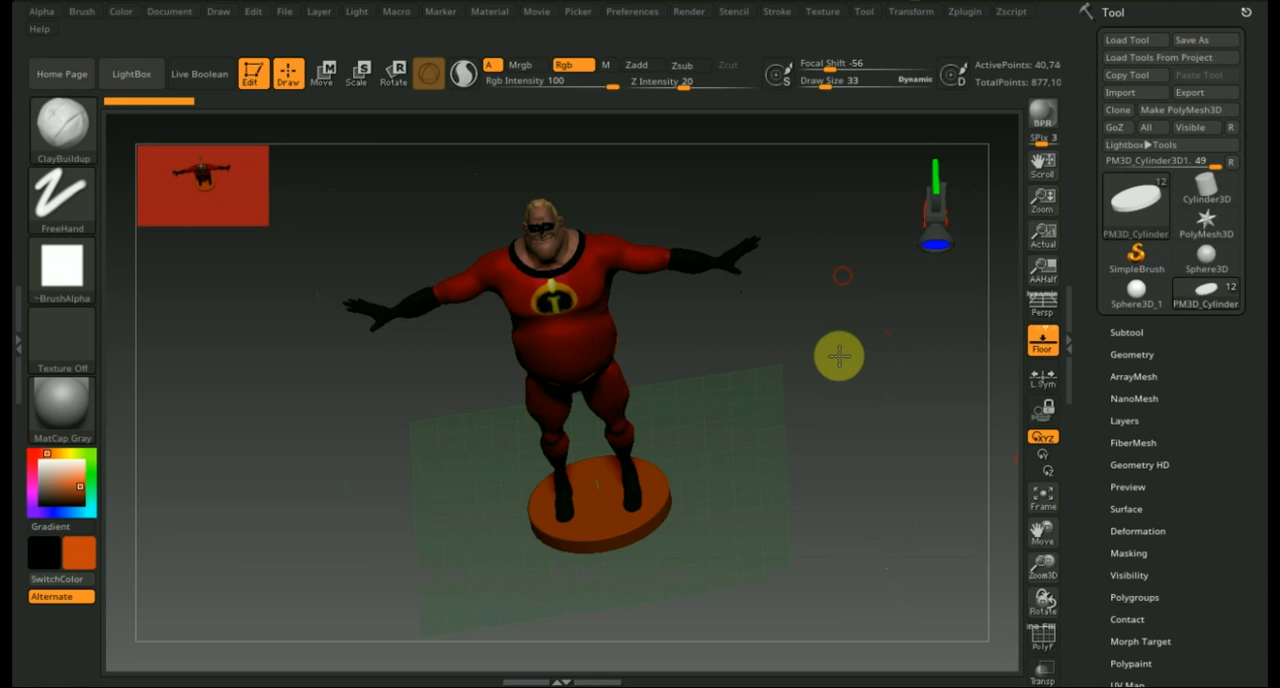 Alpha Brush Color Document Draw Edit File Layer Light Macro Marker Material Movie Picker Preferences Render Stencil Stroke Texture Tool Transform Zplugin Zscript
Help
Home Page LightBox Live Boolean Edit Draw Move Scale Rotate
A Mrgb Rgb M Zadd Zsub Zcut
Rgb Intensity 100 Z Intensity 20
S Focal Shift -56
Draw Size 33 Dynamic
D ActivePoints: 40,74
TotalPoints: 877,10
ClayBuildup
FreeHand
~BrushAlpha
Texture Off
MatCap Gray
Gradient
SwitchColor
Alternate
BPR
SPix 3
Scroll
Zoom
Actual
AAHalf
Dynamic
Persp
Floor
L.Sym
XYZ
Y
Z
Frame
Move
Zoom3D
Rotate
PolyF
Transp
Tool
Load Tool Save As
Load Tools From Project
Copy Tool Paste Tool
Import Export
Clone Make PolyMesh3D
GoZ All Visible R
Lightbox▶Tools
PM3D_Cylinder3D1. 49 R
12
PM3D_Cylinder
Cylinder3D
PolyMesh3D
SimpleBrush
Sphere3D
Sphere3D_1
12
PM3D_Cylinder
Subtool
Geometry
ArrayMesh
NanoMesh
Layers
FiberMesh
Geometry HD
Preview
Surface
Deformation
Masking
Visibility
Polygroups
Contact
Morph Target
Polypaint
UV Map